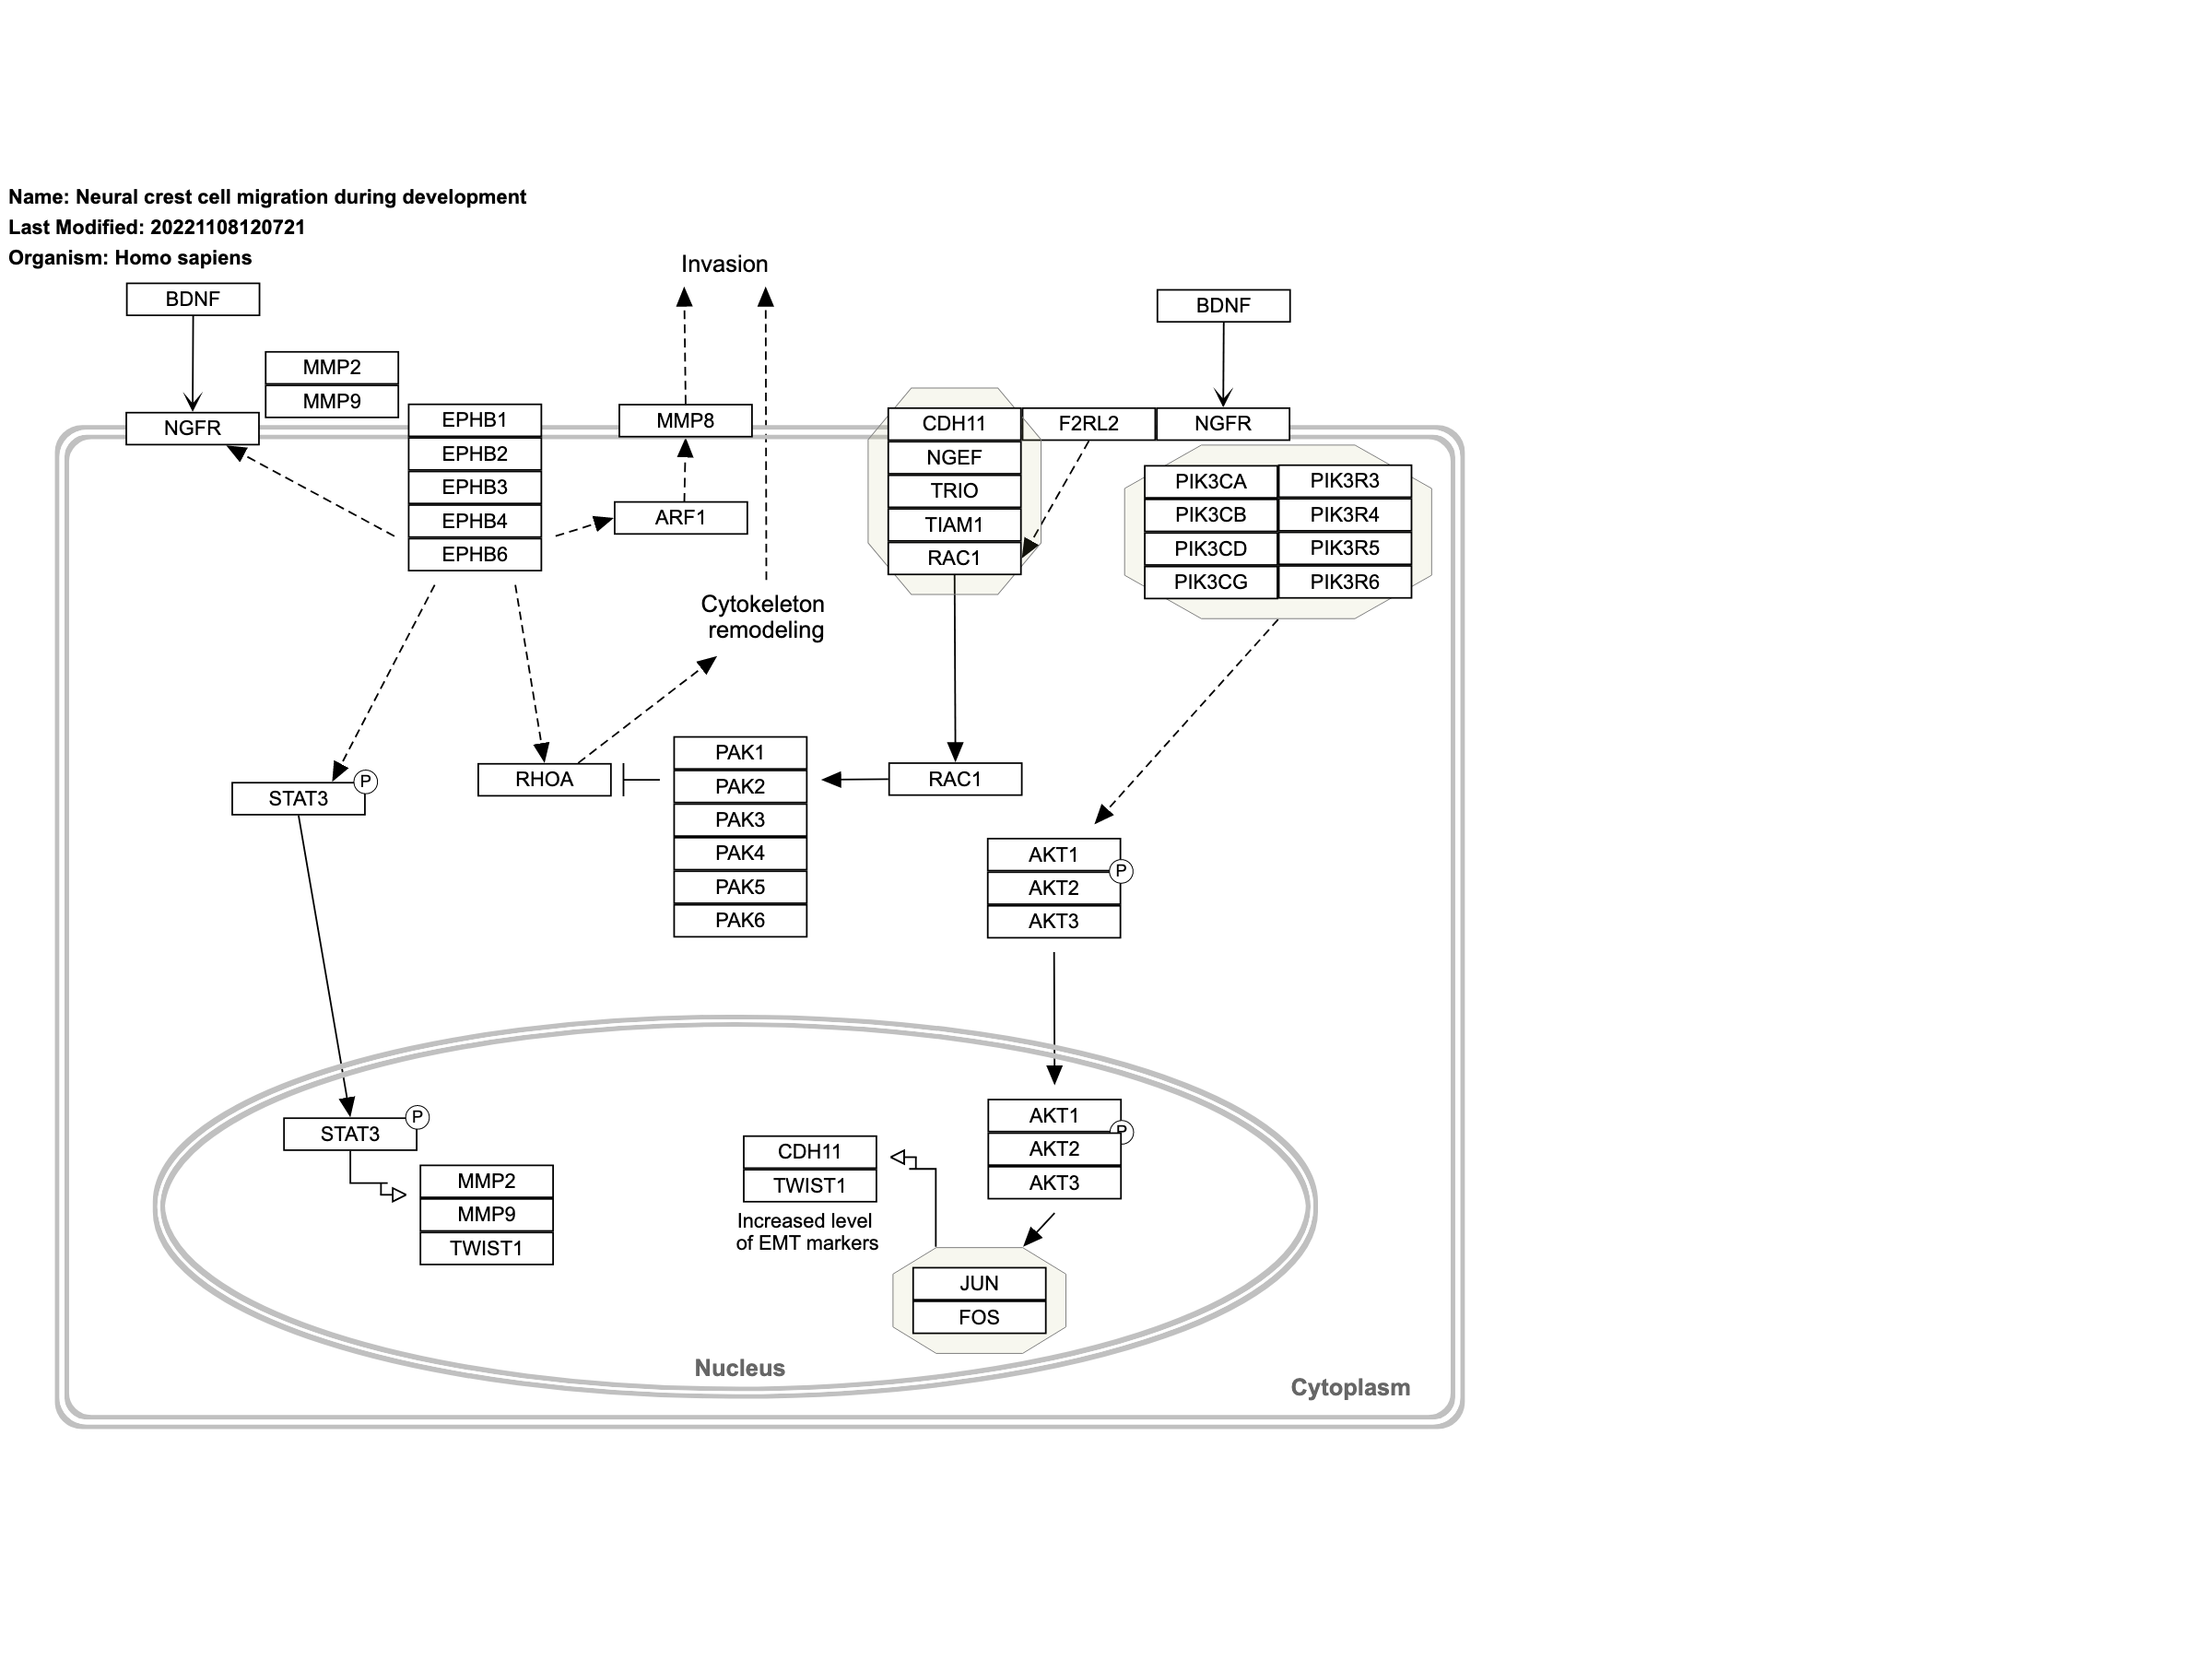 Name: Neural crest cell migration during development
Last Modified: 20221108120721
Organism: Homo sapiens
Invasion
BDNF
BDNF
MMP2
MMP9
NGFR
EPHB1
EPHB2
EPHB3
EPHB4
EPHB6
MMP8
ARF1
CDH11
F2RL2
NGFR
NGEF
TRIO
TIAM1
RAC1
PIK3CA
PIK3R3
PIK3CB
PIK3R4
PIK3CD
PIK3R5
PIK3CG
PIK3R6
Cytokeleton
remodeling
STAT3
P
RHOA
PAK1
PAK2
PAK3
PAK4
PAK5
PAK6
RAC1
AKT1
P
AKT2
AKT3
STAT3
P
MMP2
MMP9
TWIST1
CDH11
TWIST1
Increased level
of EMT markers
AKT1
P
AKT2
AKT3
JUN
FOS
Nucleus
Cytoplasm